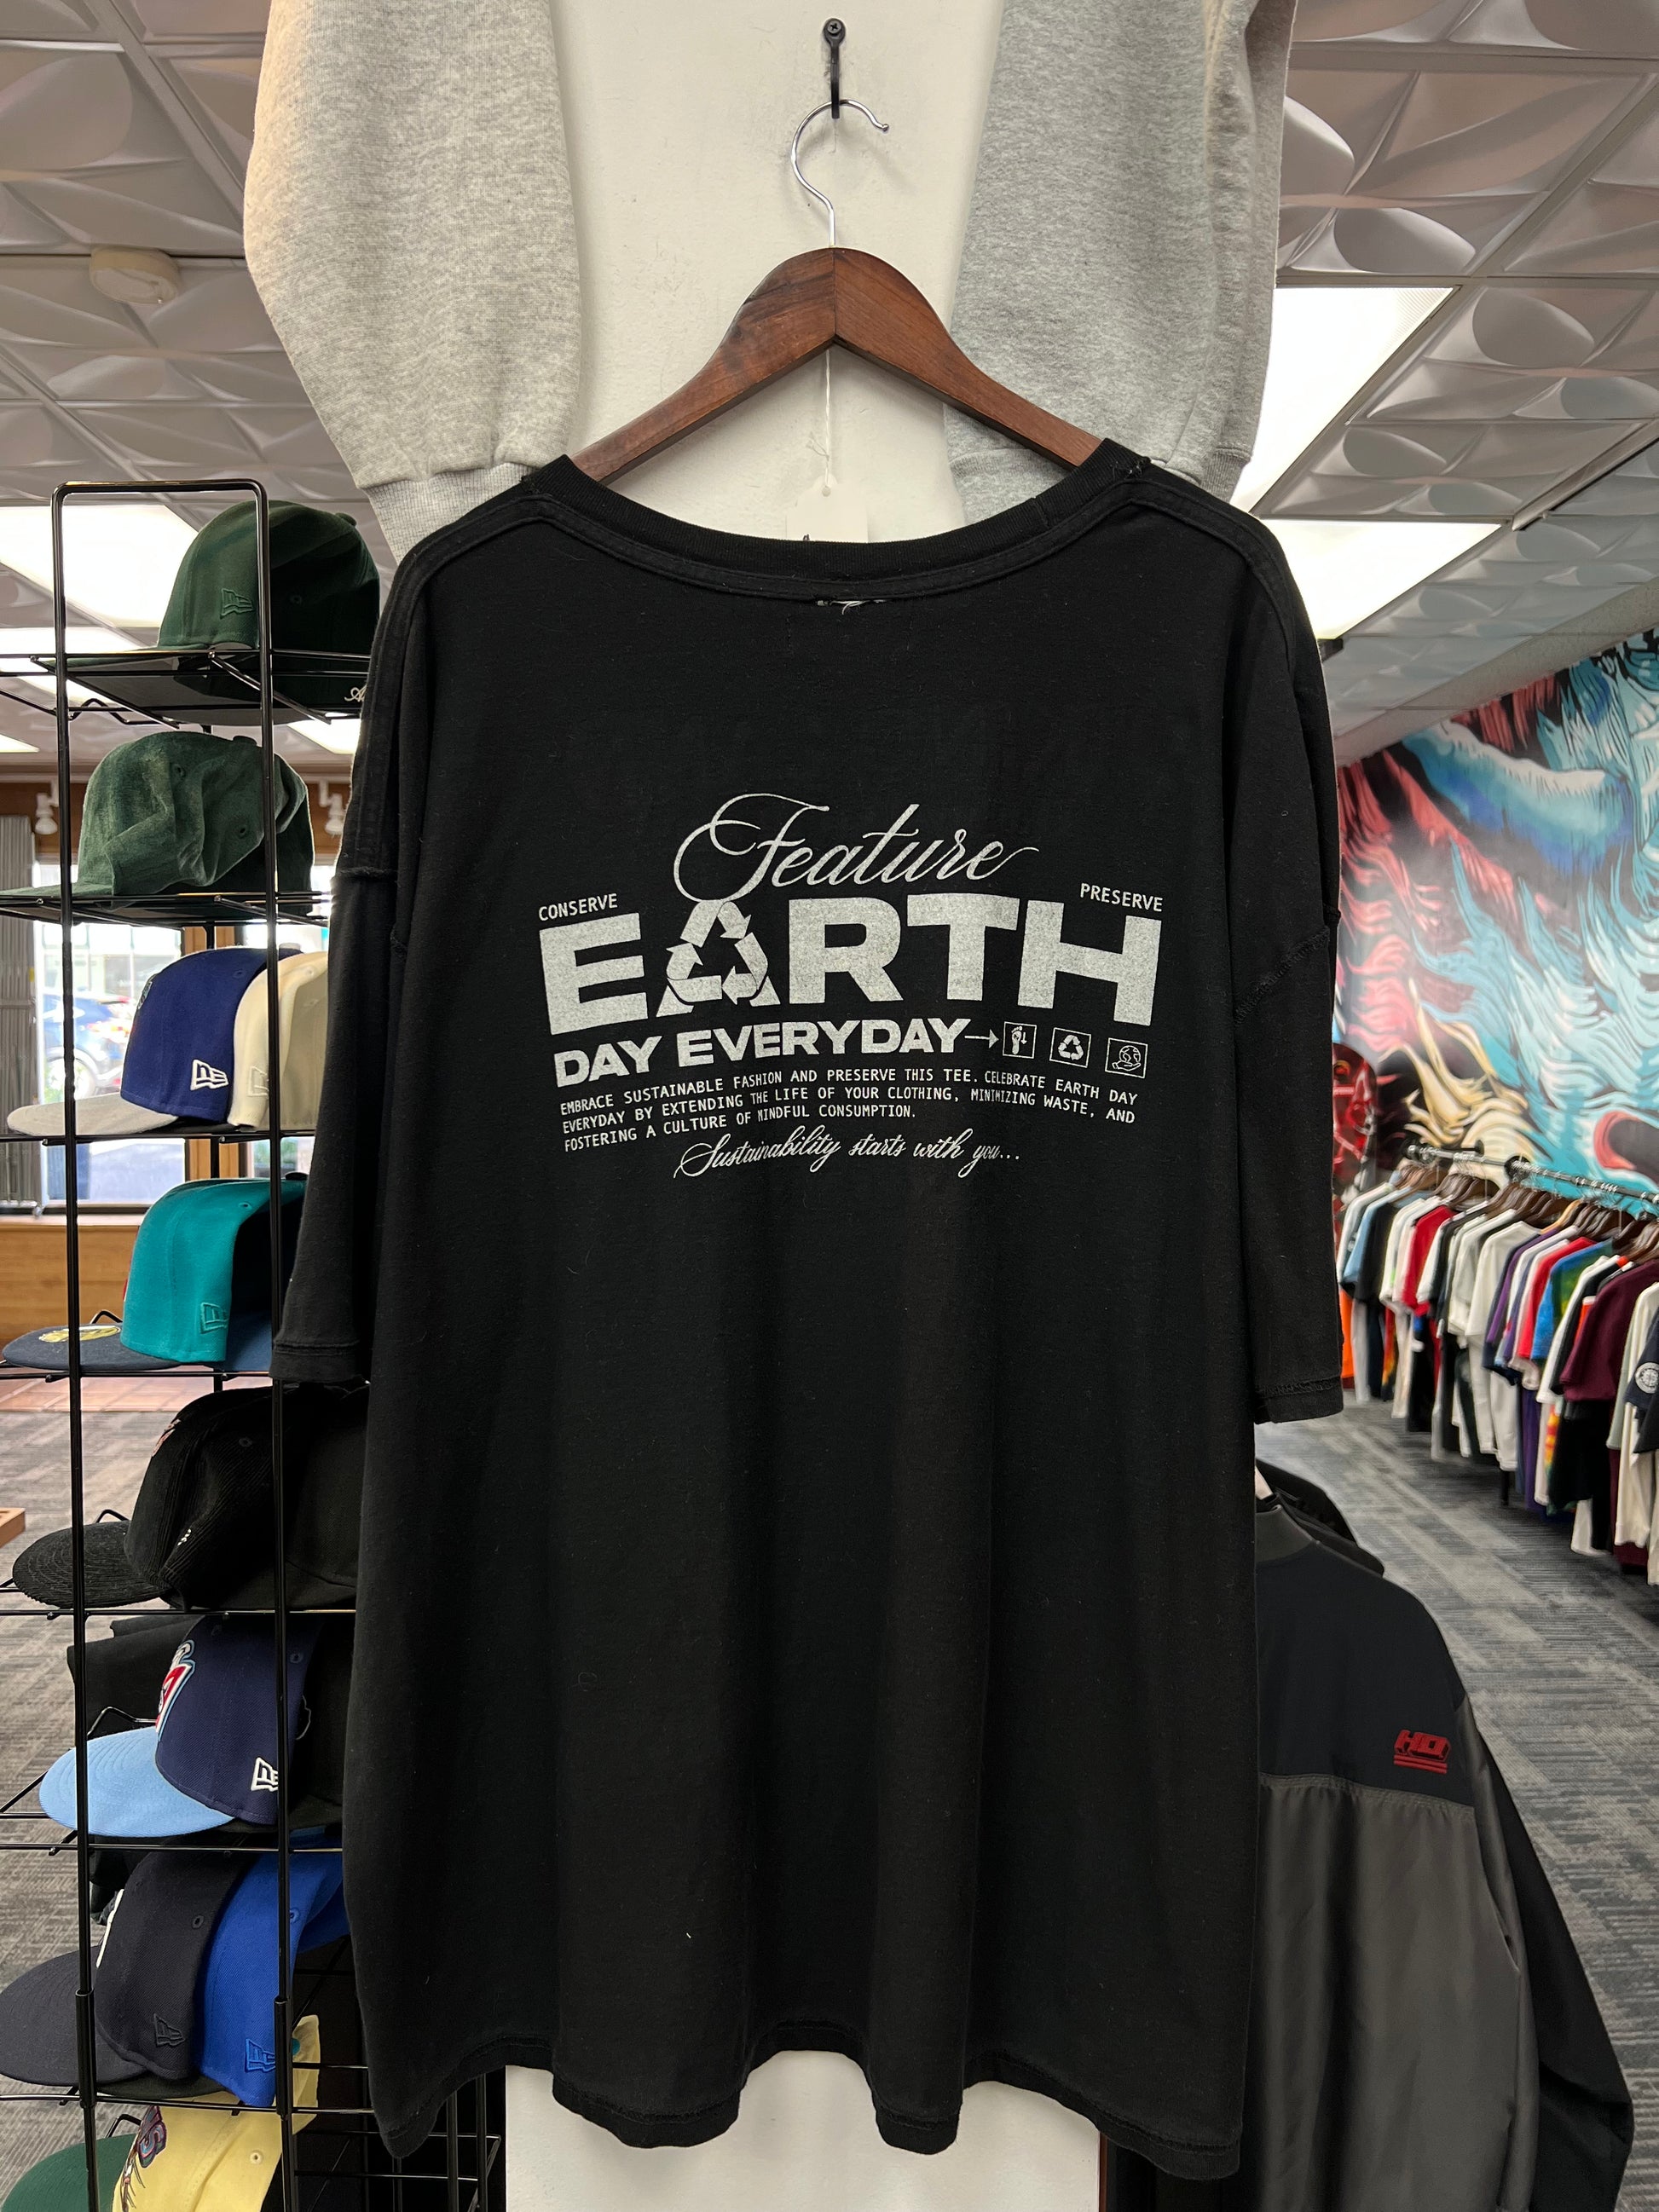 Feature
CONSERVE
PRESERVE
EARTH
DAY EVERYDAY
EMBRACE SUSTAINABLE FASHION AND PRESERVE THIS TEE. CELEBRATE EARTH DAY
EVERYDAY BY EXTENDING THE LIFE OF YOUR CLOTHING, MINIMIZING WASTE, AND
FOSTERING A CULTURE OF MINDFUL CONSUMPTION.
Sustainability starts with you...
HO